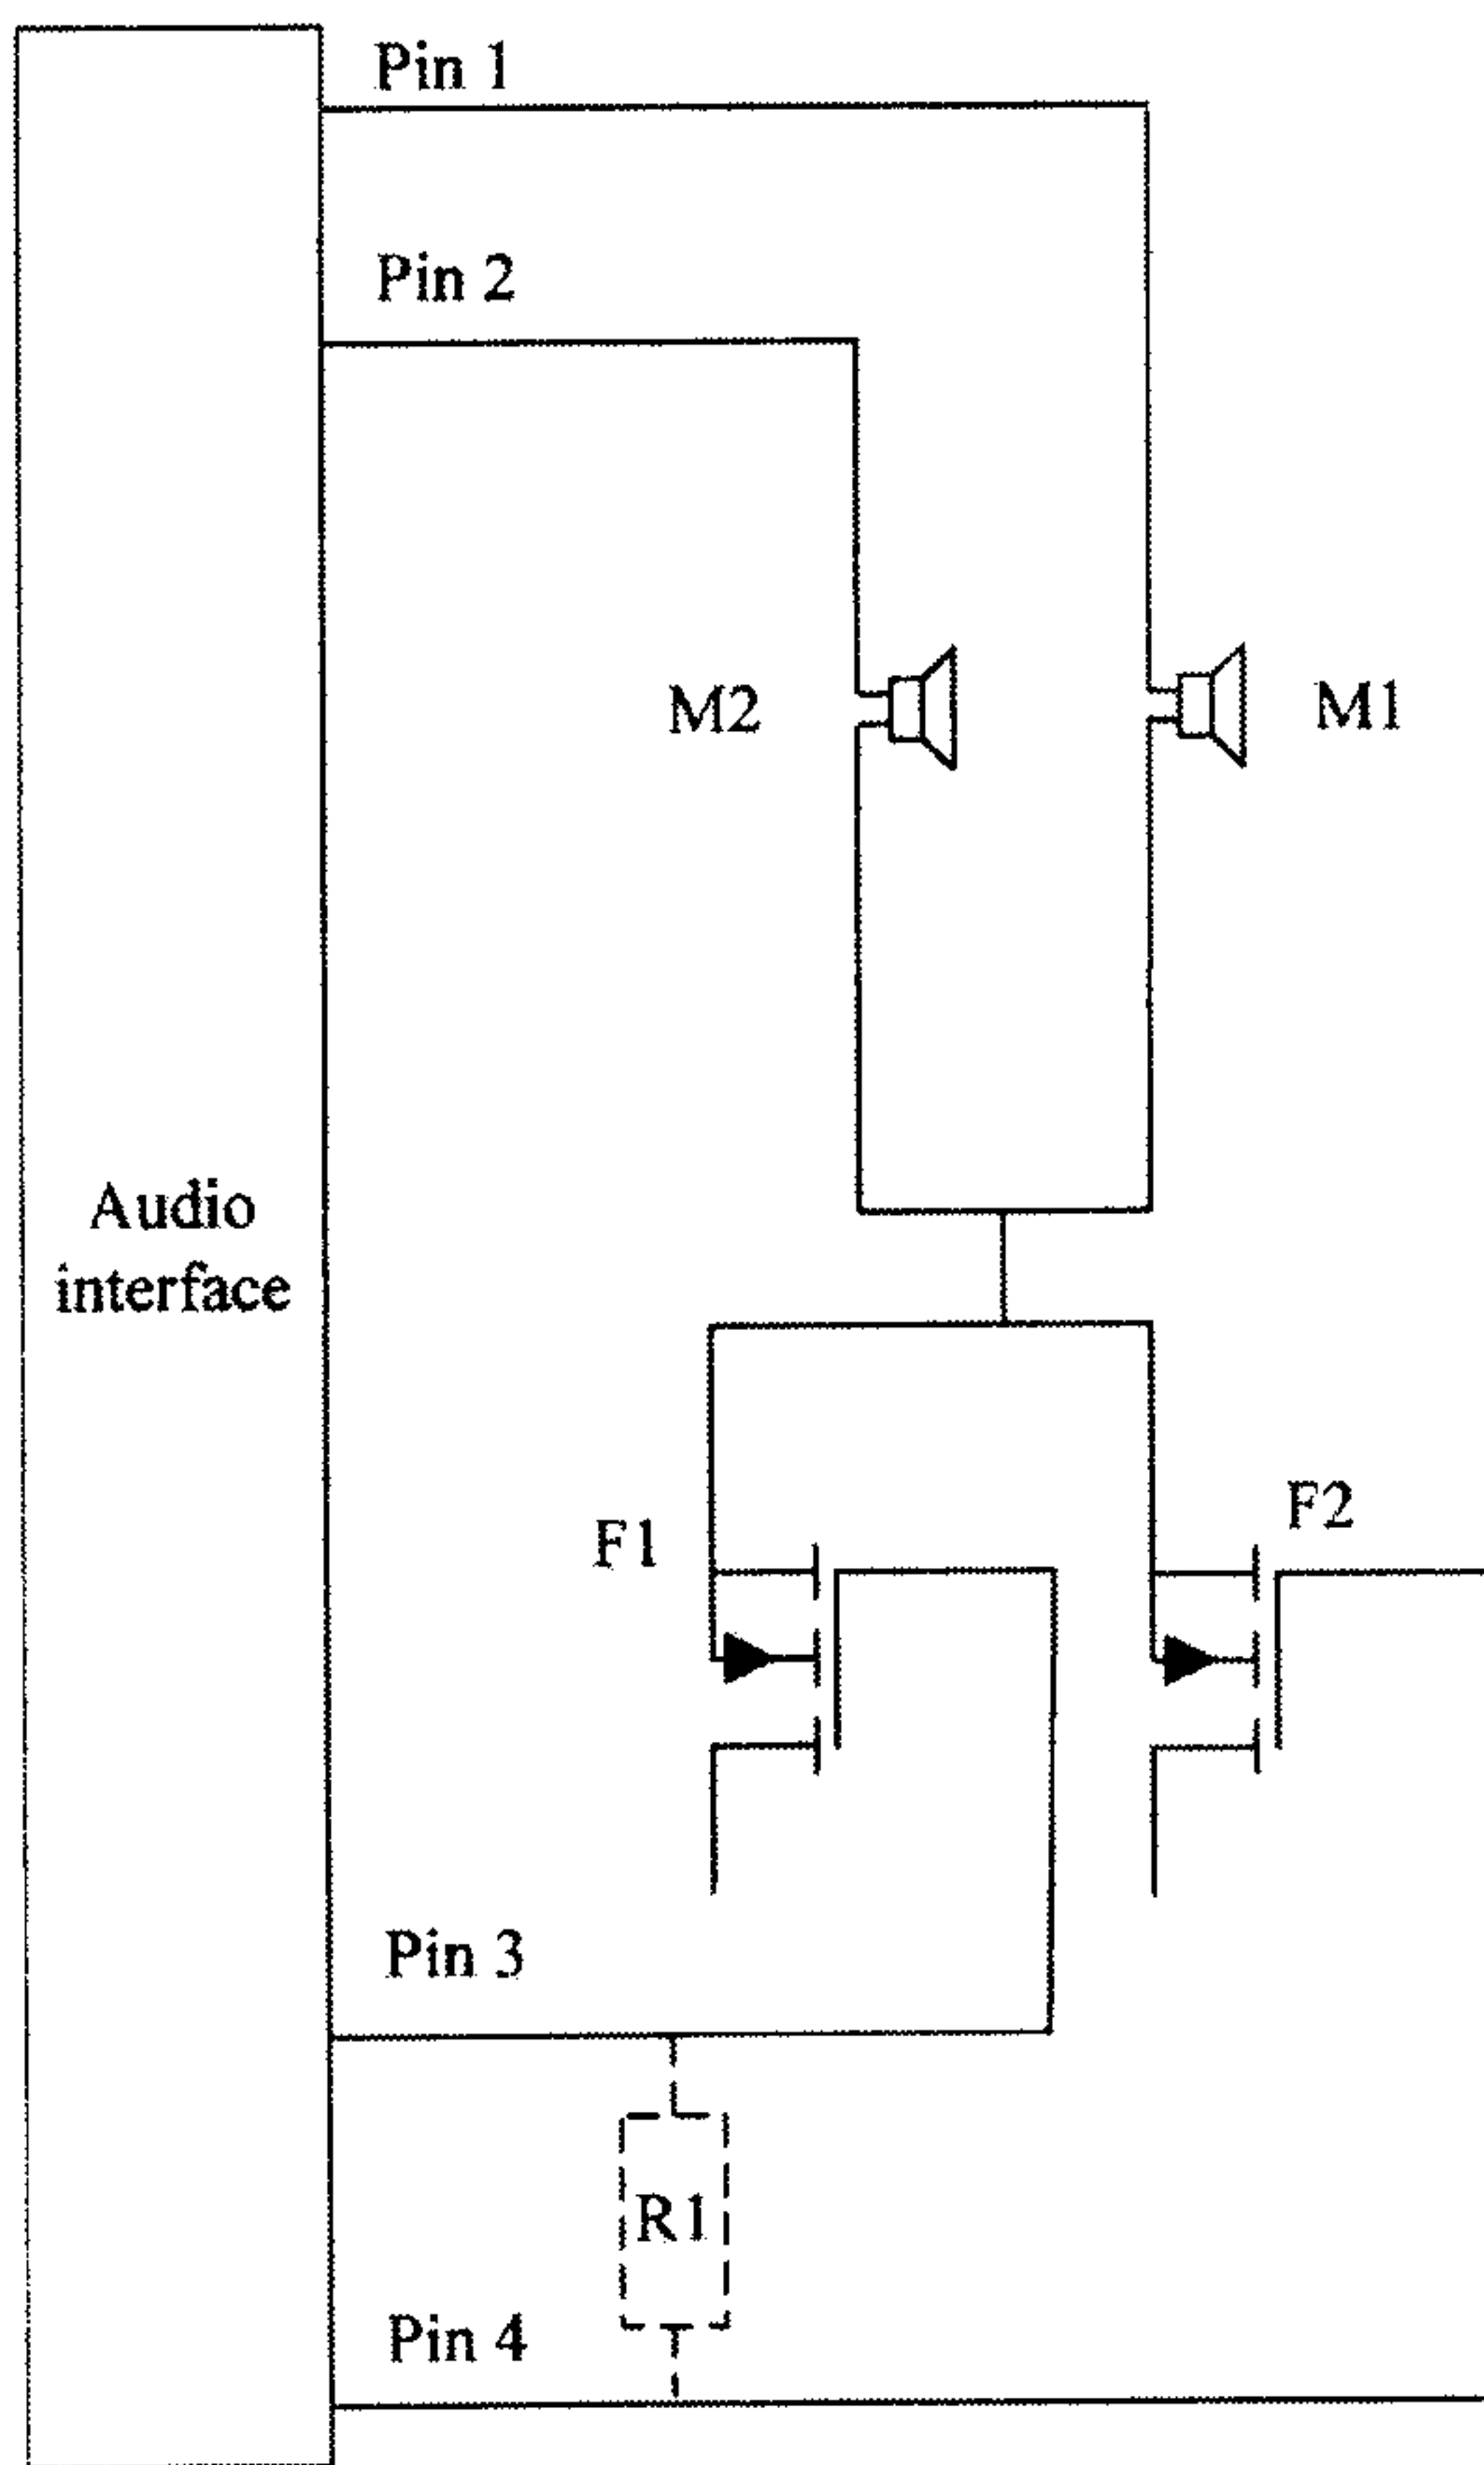 Pin 1
Pin 2
M2
M1
Audio
interface
F2
F1
Pin 3
R1
Pin 4